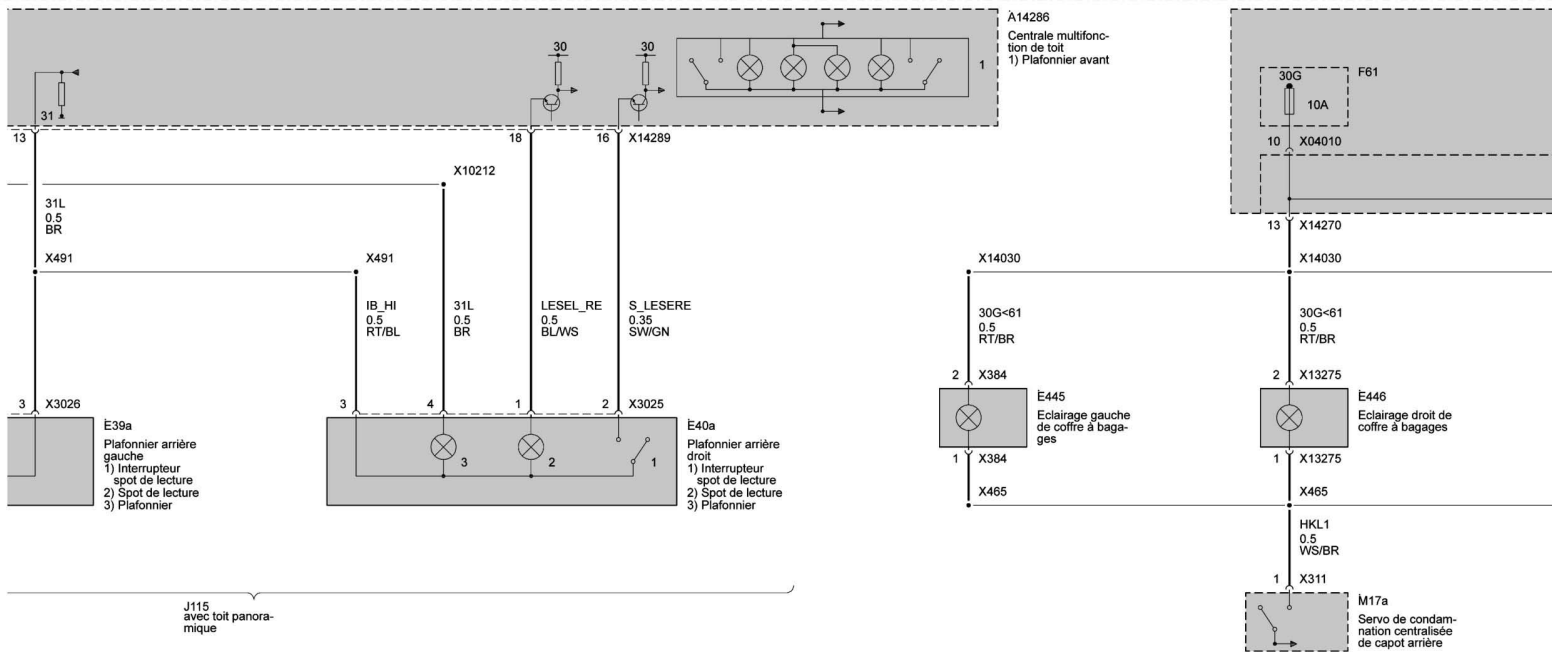 A14286
Centrale multifonc-
tion de toit
1) Plafonnier avant
30
30
1
31
13
18
16 X14289
F61
30G
10A
10 X04010
13 X14270
X10212
31L
0.5
BR
X491
X491
X14030
X14030
IB_HI
0.5
RT/BL
31L
0.5
BR
LESEL_RE
0.5
BL/WS
S_LESERE
0.35
SW/GN
30G<61
0.5
RT/BR
30G<61
0.5
RT/BR
3 X3026
3
4
1
2 X3025
2 X384
2 X13275
E39a
Plafonnier arrière
gauche
1) Interrupteur
spot de lecture
2) Spot de lecture
3) Plafonnier
3
2
1
E40a
Plafonnier arrière
droit
1) Interrupteur
spot de lecture
2) Spot de lecture
3) Plafonnier
E445
Eclairage gauche
de coffre à baga-
ges
E446
Eclairage droit de
coffre à bagages
1 X384
1 X13275
X465
X465
HKL1
0.5
WS/BR
1 X311
M17a
Servo de condam-
nation centralisée
de capot arrière
J115
avec toit panora-
mique